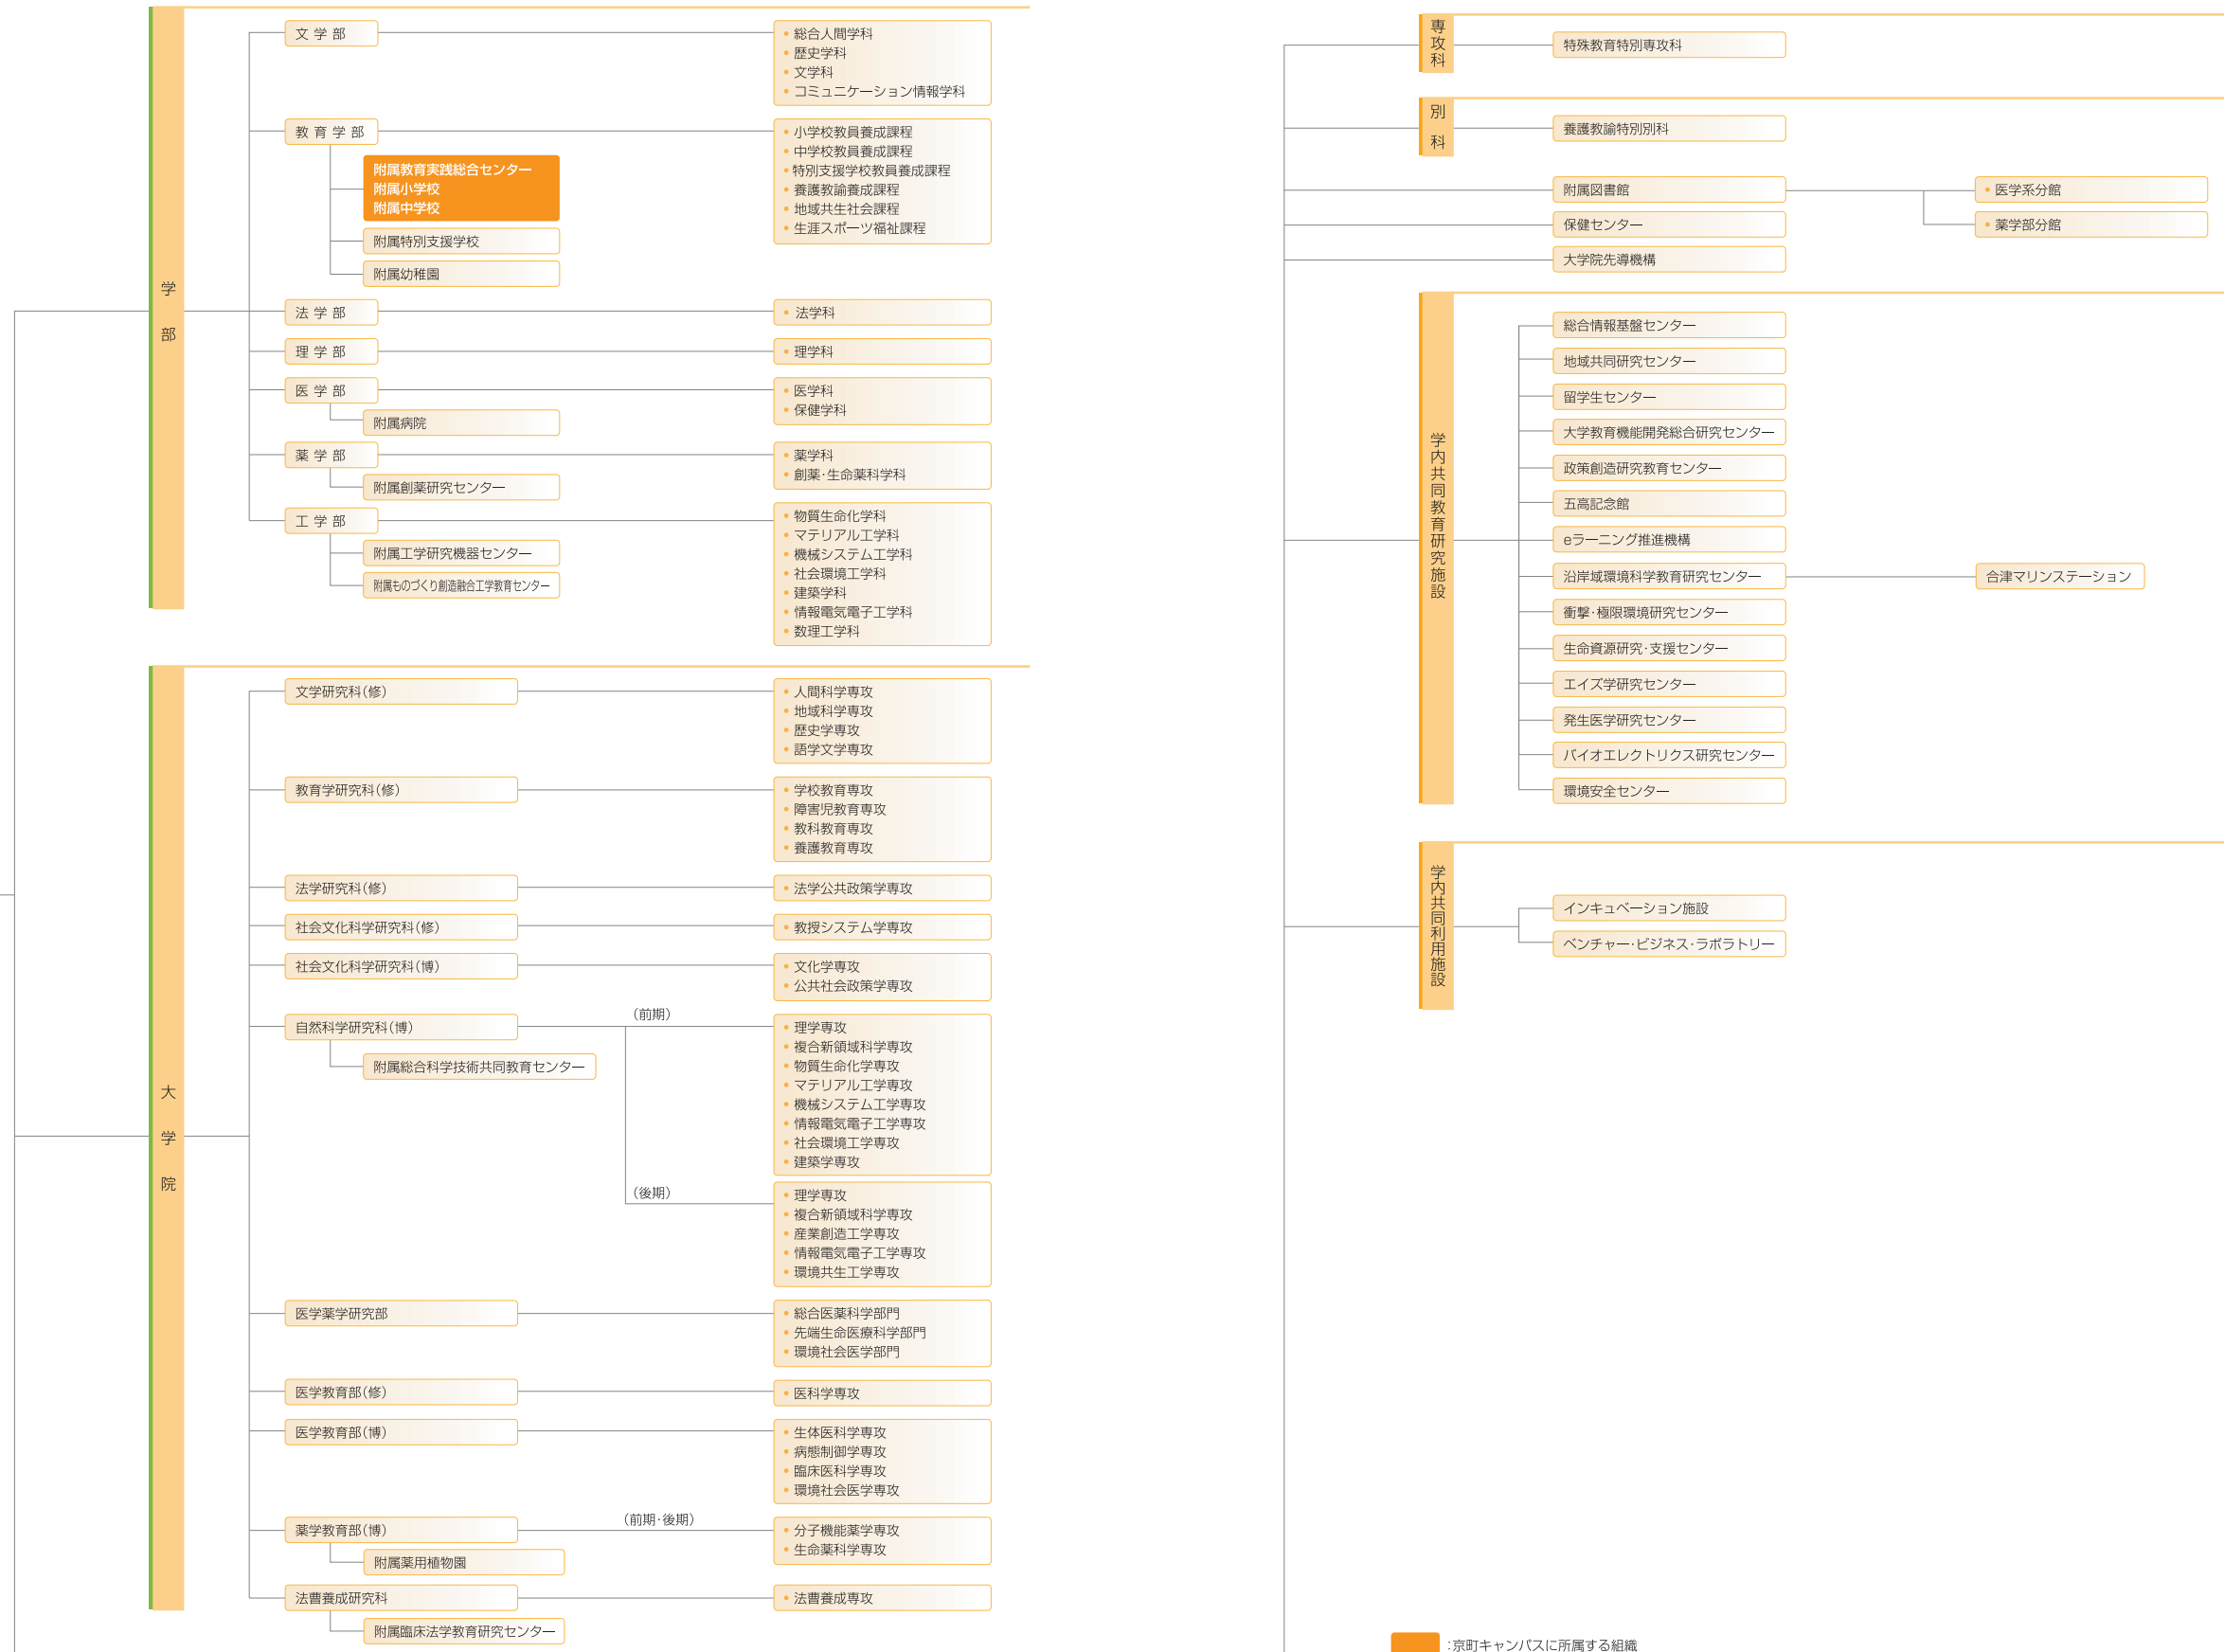 学部
文学部
総合人間学科
歴史学科
文学科
コミュニケーション情報学科
教育学部
附属教育実践総合センター
附属小学校
附属中学校
附属特別支援学校
附属幼稚園
小学校教員養成課程
中学校教員養成課程
特別支援学校教員養成課程
養護教諭養成課程
地域共生社会課程
生涯スポーツ福祉課程
法学部
法学科
理学部
理学科
医学部
附属病院
医学科
保健学科
薬学部
附属創薬研究センター
薬学科
創薬・生命薬科学科
工学部
附属工学研究機器センター
附属ものづくり創造融合工学教育センター
物質生命化学科
マテリアル工学科
機械システム工学科
社会環境工学科
建築学科
情報電気電子工学科
数理工学科
大学院
文学研究科(修)
人間科学専攻
地域科学専攻
歴史学専攻
語学文学専攻
教育学研究科(修)
学校教育専攻
障害児教育専攻
教科教育専攻
養護教育専攻
法学研究科(修)
法学公共政策学専攻
社会文化科学研究科(修)
教授システム学専攻
社会文化科学研究科(博)
文化学専攻
公共社会政策学専攻
自然科学研究科(博)
附属総合科学技術共同教育センター
(前期)
理学専攻
複合新領域科学専攻
物質生命化学専攻
マテリアル工学専攻
機械システム工学専攻
情報電気電子工学専攻
社会環境工学専攻
建築学専攻
(後期)
理学専攻
複合新領域科学専攻
産業創造工学専攻
情報電気電子工学専攻
環境共生工学専攻
医学薬学研究部
総合医薬科学部門
先端生命医療科学部門
環境社会医学部門
医学教育部(修)
医科学専攻
医学教育部(博)
生体医科学専攻
病態制御学専攻
臨床医科学専攻
環境社会医学専攻
薬学教育部(博)
附属薬用植物園
(前期・後期)
分子機能薬学専攻
生命薬科学専攻
法曹養成研究科
附属臨床法学教育研究センター
法曹養成専攻
専攻科
特殊教育特別専攻科
別科
養護教諭特別別科
附属図書館
医学系分館
薬学部分館
保健センター
大学院先導機構
学内共同教育研究施設
総合情報基盤センター
地域共同研究センター
留学生センター
大学教育機能開発総合研究センター
政策創造研究教育センター
五高記念館
eラーニング推進機構
沿岸域環境科学教育研究センター
合津マリンステーション
衝撃・極限環境研究センター
生命資源研究・支援センター
エイズ学研究センター
発生医学研究センター
バイオエレクトリクス研究センター
環境安全センター
学内共同利用施設
インキュベーション施設
ベンチャー・ビジネス・ラボラトリー
:京町キャンパスに所属する組織